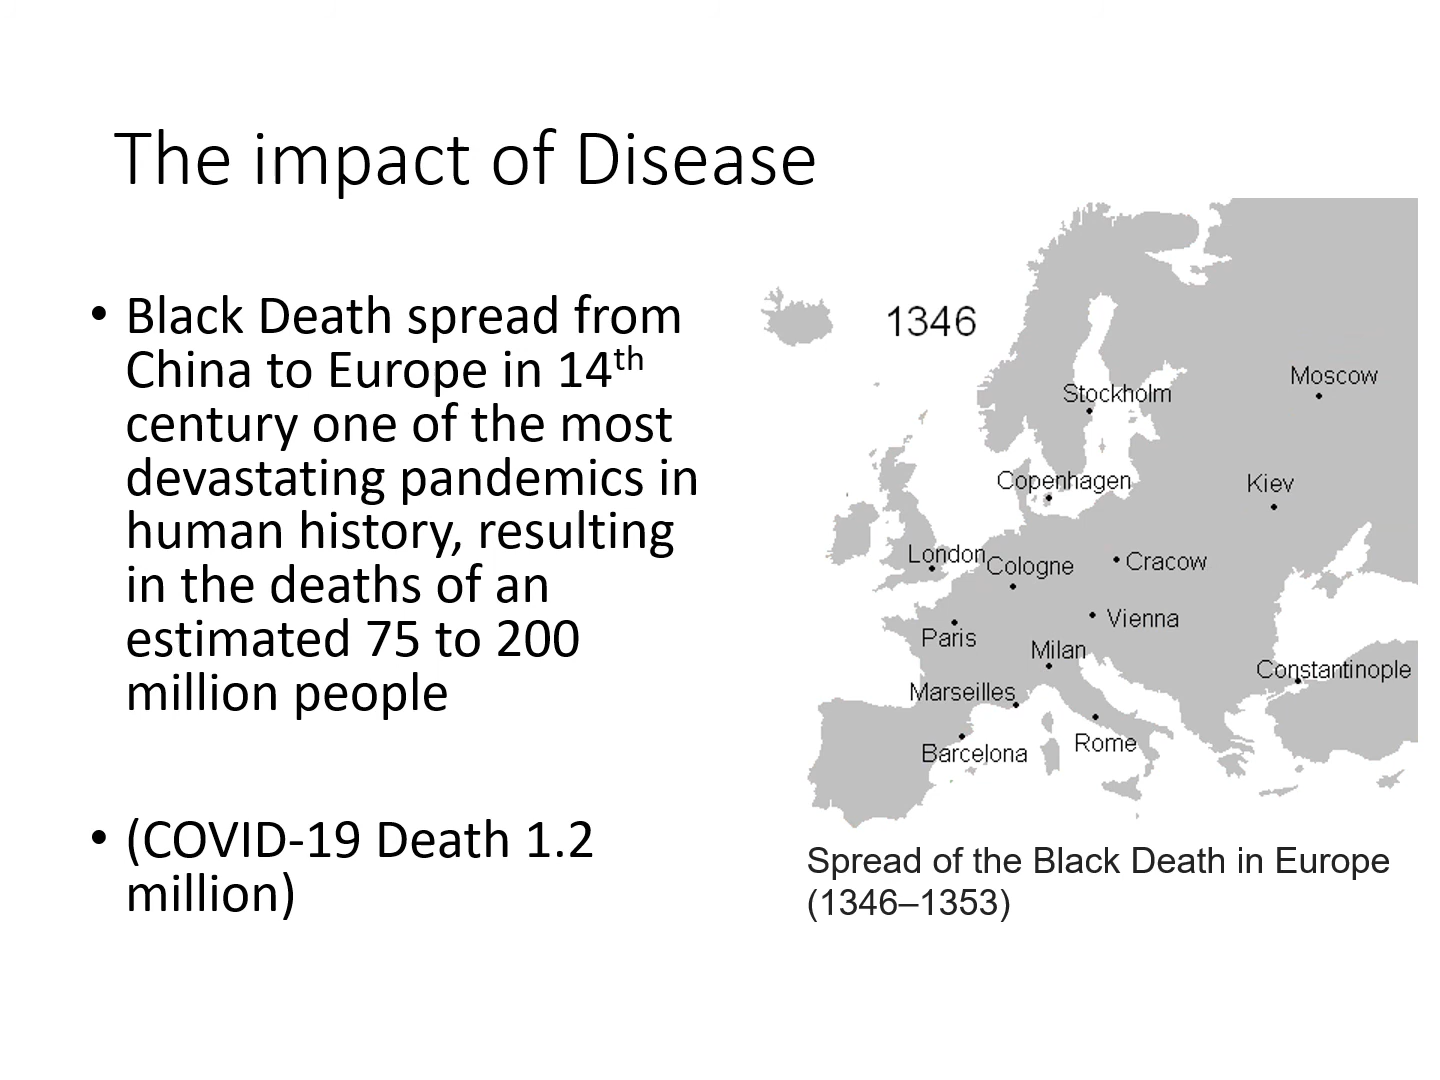 The impact of Disease
• Black Death spread from
China to Europe in 14th
century one of the most
devastating pandemics in
human history, resulting
in the deaths of an
estimated 75 to 200
million people
• (COVID-19 Death 1.2
million)
1346
Moscow
Stockholm
Copenhagen
Kiev
London
Cologne
Cracow
Vienna
Paris
Milan
Constantinople
Marseilles
Rome
Barcelona
Spread of the Black Death in Europe
(1346–1353)